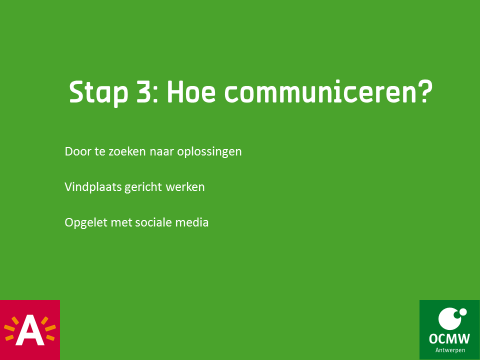 Stap 3: Hoe communiceren?
Door te zoeken naar oplossingen
Vindplaats gericht werken
Opgelet met sociale media
A
OCMW
Antwerpen